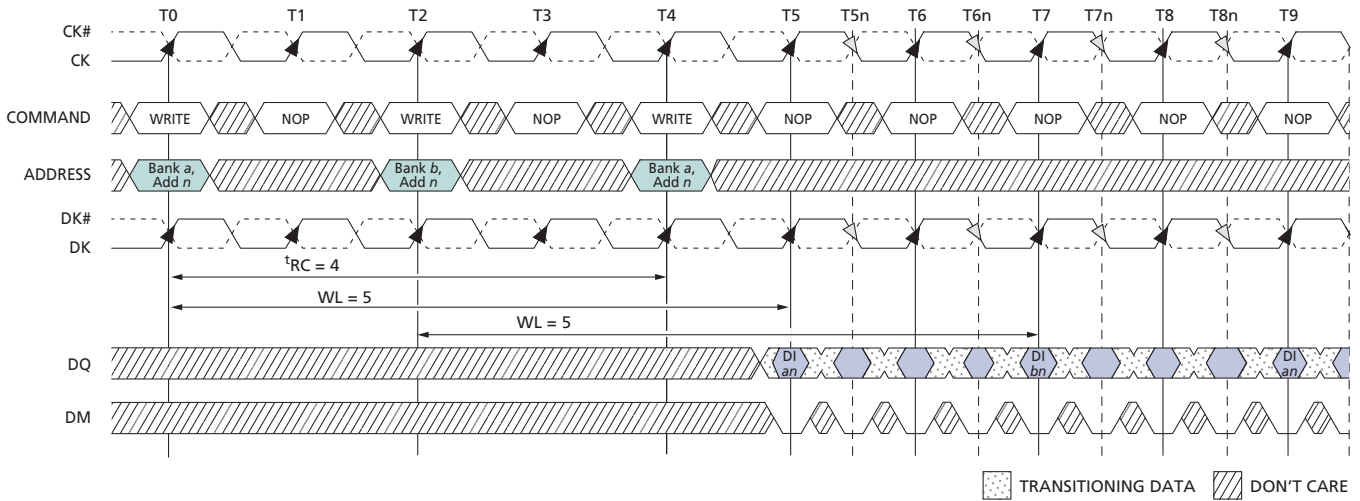 T0 T1 T2 T3 T4 T5 T5n T6 T6n T7 T7n T8 T8n T9
CK#
CK
COMMAND WRITE NOP WRITE NOP WRITE NOP NOP NOP NOP NOP
ADDRESS Bank a, Add n Bank b, Add n Bank a, Add n
DK#
DK
tRC = 4
WL = 5
WL = 5
DQ DI an DI bn DI an
DM
TRANSITIONING DATA DON'T CARE